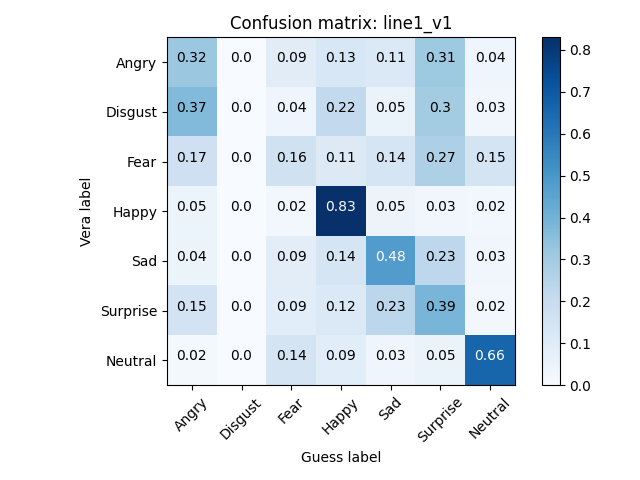 Confusion matrix: line1_v1
Vera label
Angry 0.32 0.0 0.09 0.13 0.11 0.31 0.04
Disgust 0.37 0.0 0.04 0.22 0.05 0.3 0.03
Fear 0.17 0.0 0.16 0.11 0.14 0.27 0.15
Happy 0.05 0.0 0.02 0.83 0.05 0.03 0.02
Sad 0.04 0.0 0.09 0.14 0.48 0.23 0.03
Surprise 0.15 0.0 0.09 0.12 0.23 0.39 0.02
Neutral 0.02 0.0 0.14 0.09 0.03 0.05 0.66
Angry Disgust Fear Happy Sad Surprise Neutral
Guess label
0.8
0.7
0.6
0.5
0.4
0.3
0.2
0.1
0.0